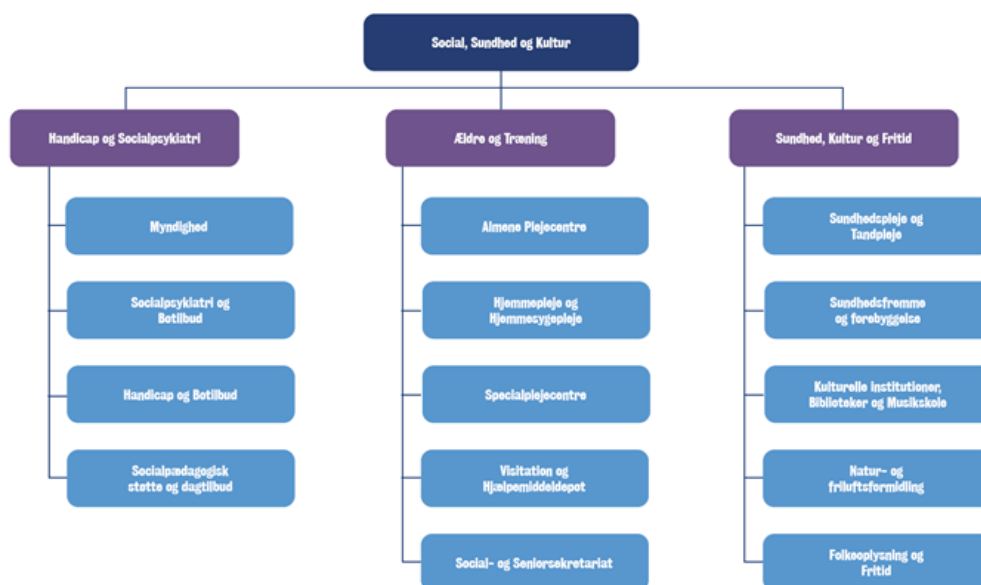 Social, Sundhed og Kultur
Handicap og Socialpsykiatri
Ældre og Træning
Sundhed, Kultur og Fritid
Myndighed
Socialpsykiatri og
Botilbud
Handicap og Botilbud
Socialpædagogisk
støtte og dagtilbud
Almene Plejecentre
Hjemmepleje og
Hjemmesygepleje
Specialplejecentre
Visitation og
Hjælpemiddeldepot
Social- og Seniorsekretariat
Sundhedspleje og
Tandpleje
Sundhedsfremme
og forebyggelse
Kulturelle institutioner,
Biblioteker og Musikskole
Natur- og
friluftsformidling
Folkeoplysning og
Fritid